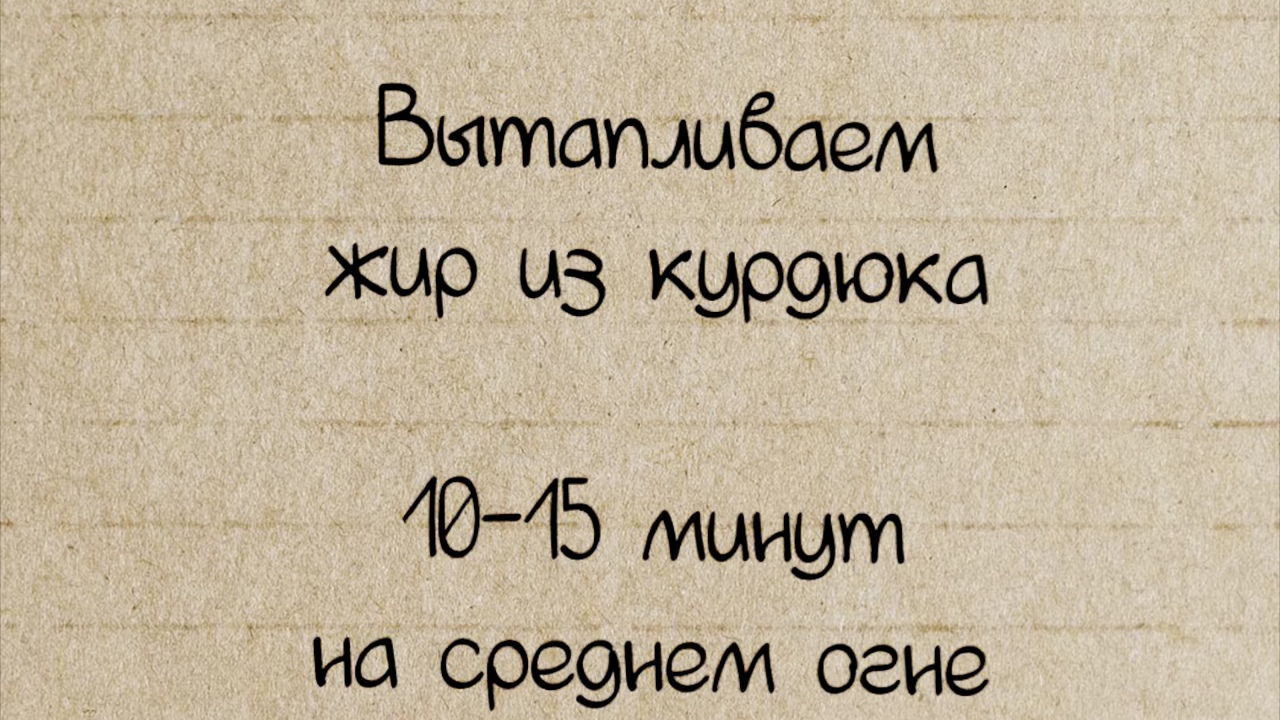 Вытапливаем
жир из курдюка
10-15 минут
на среднем огне